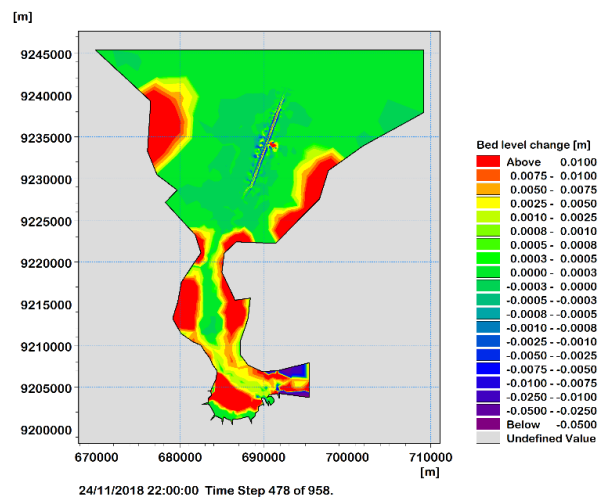 [m]
9245000
9240000
9235000
9230000
9225000
9220000
9215000
9210000
9205000
9200000
670000 680000 690000 700000 710000
[m]
24/11/2018 22:00:00 Time Step 478 of 958.
Bed level change [m]
Above 0.0100
0.0075 - 0.0100
0.0050 - 0.0075
0.0025 - 0.0050
0.0010 - 0.0025
0.0008 - 0.0010
0.0005 - 0.0008
0.0003 - 0.0005
0.0000 - 0.0003
-0.0003 - 0.0000
-0.0005 - -0.0003
-0.0008 - -0.0005
-0.0010 - -0.0008
-0.0025 - -0.0010
-0.0050 - -0.0025
-0.0075 - -0.0050
-0.0100 - -0.0075
-0.0250 - -0.0100
-0.0500 - -0.0250
Below -0.0500
Undefined Value